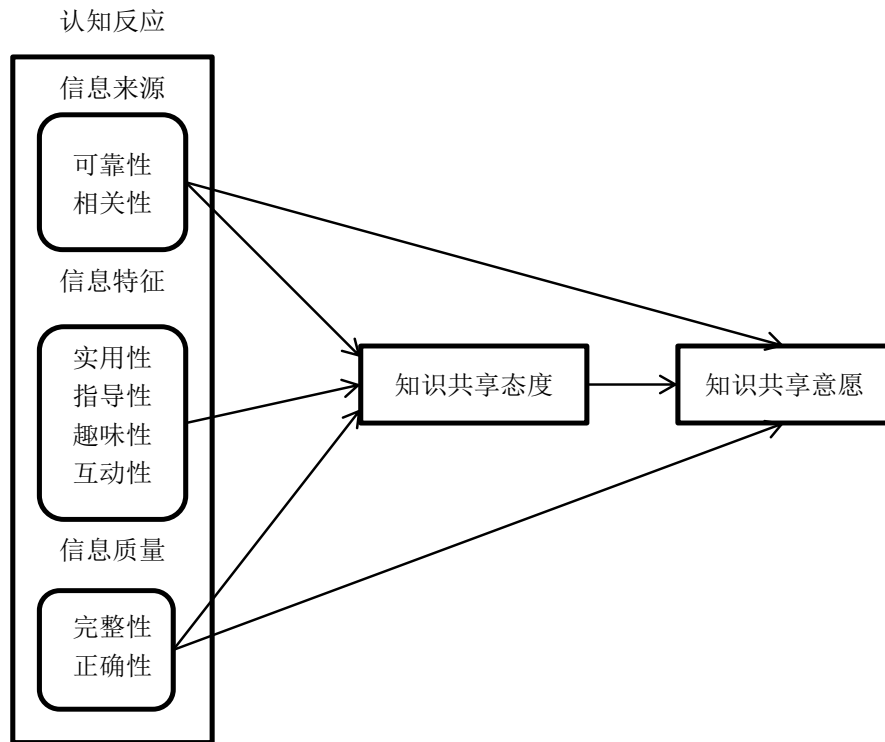 认知反应
信息来源
可靠性
相关性
信息特征
实用性
指导性
趣味性
互动性
知识共享态度
知识共享意愿
信息质量
完整性
正确性